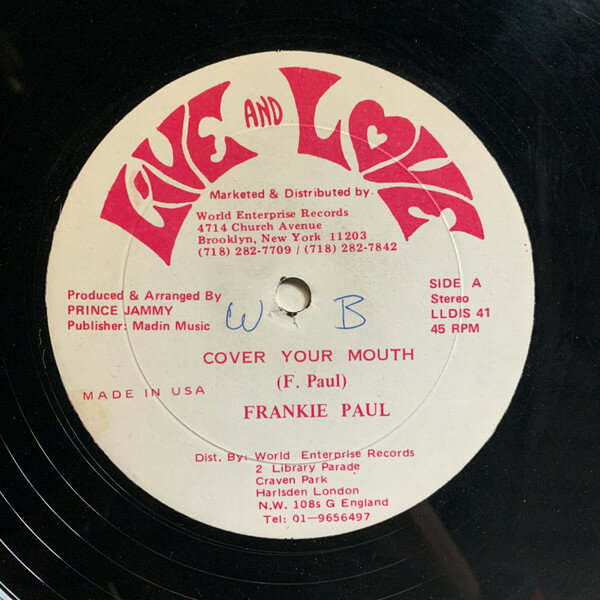 LIVE AND LOVE
Marketed & Distributed by
World Enterprise Records
4714 Church Avenue
Brooklyn, New York 11203
(718) 282-7709 / (718) 282-7842
Produced & Arranged By
PRINCE JAMMY
Publisher: Madin Music
SIDE A
Stereo
LLDIS 41
45 RPM
W B
COVER YOUR MOUTH
(F. Paul)
MADE IN USA
FRANKIE PAUL
Dist. By: World Enterprise Records
2 Library Parade
Craven Park
Harlsden London
N.W. 108s G England
Tel: 01-9656497